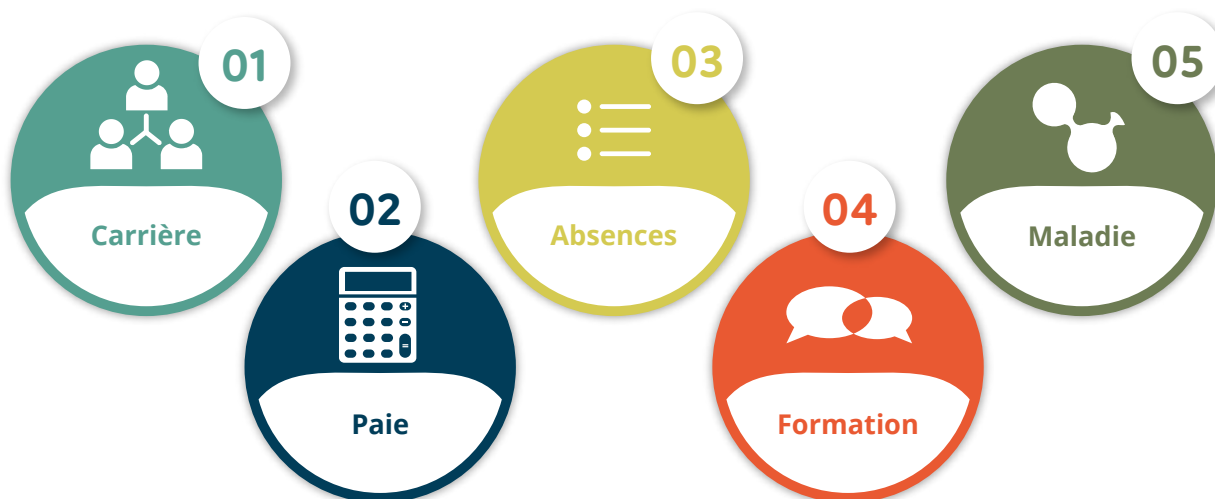 01
Carrière
02
Paie
03
Absences
04
Formation
05
Maladie